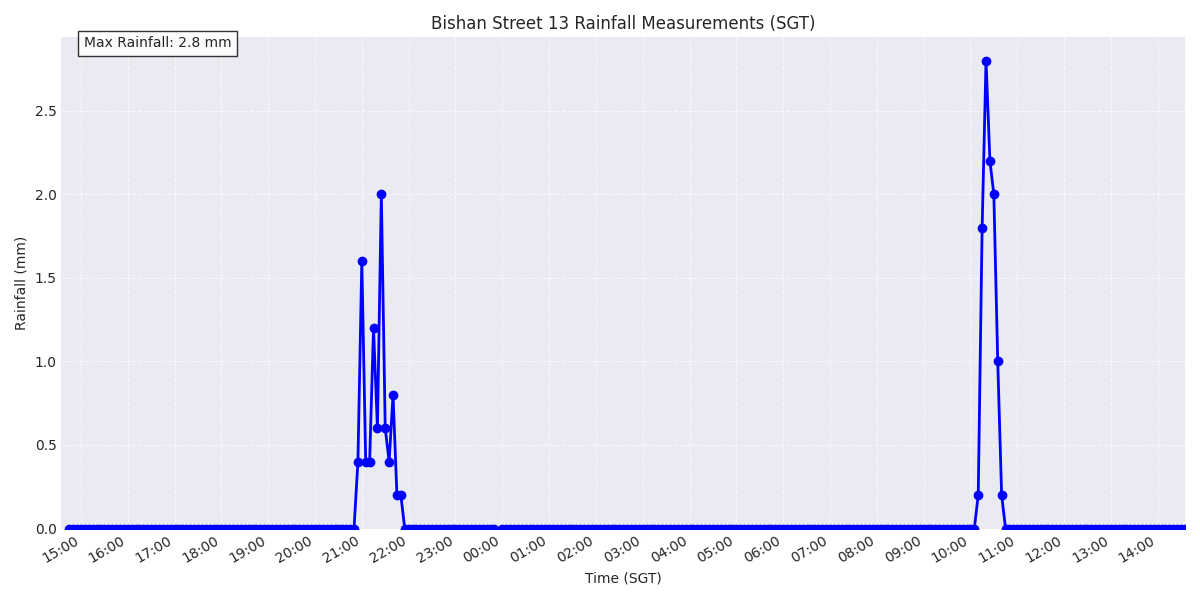 Bishan Street 13 Rainfall Measurements (SGT)
Max Rainfall: 2.8 mm
Rainfall (mm)
2.5
2.0
1.5
1.0
0.5
0.0
15:00 16:00 17:00 18:00 19:00 20:00 21:00 22:00 23:00 00:00 01:00 02:00 03:00 04:00 05:00 06:00 07:00 08:00 09:00 10:00 11:00 12:00 13:00 14:00
Time (SGT)